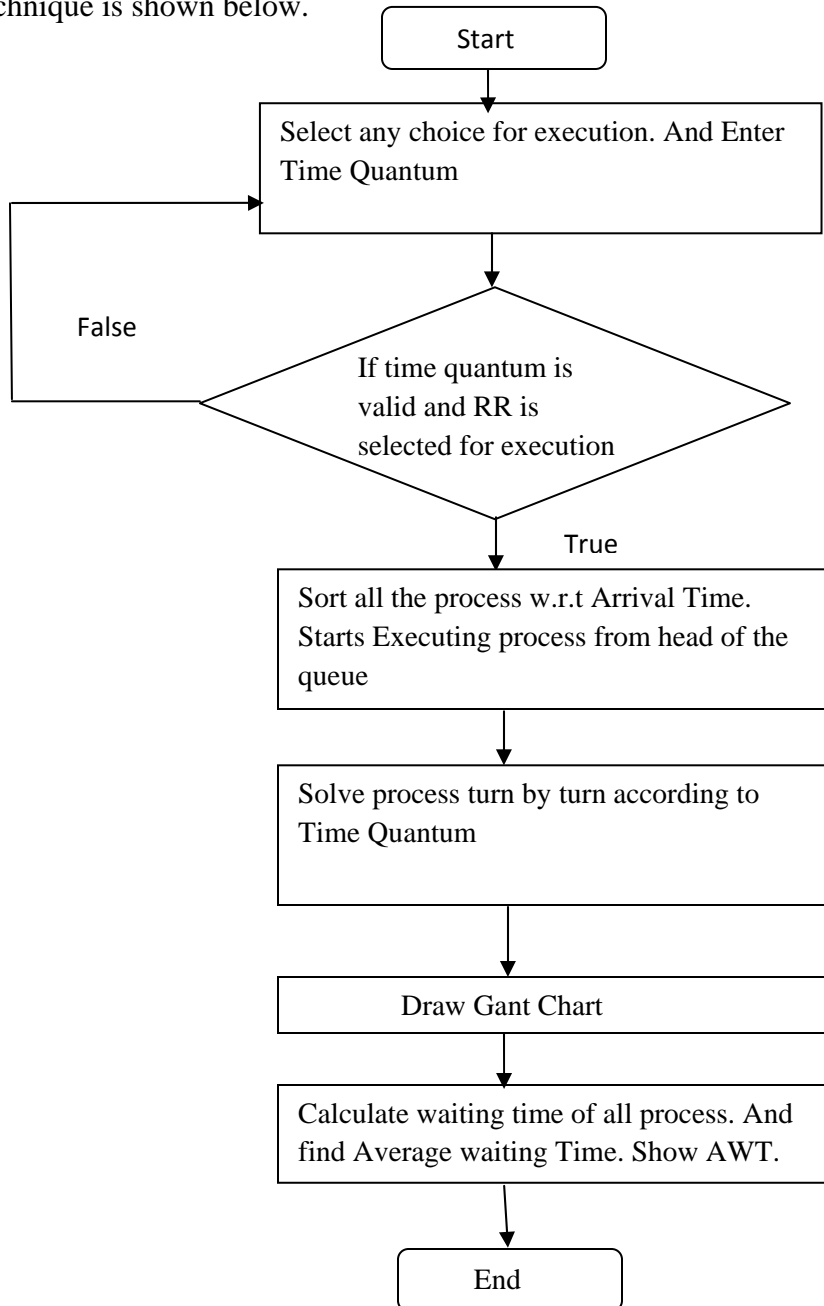 technique is shown below.
Start
Select any choice for execution. And Enter
Time Quantum
False
If time quantum is
valid and RR is
selected for execution
True
Sort all the process w.r.t Arrival Time.
Starts Executing process from head of the
queue
Solve process turn by turn according to
Time Quantum
Draw Gant Chart
Calculate waiting time of all process. And
find Average waiting Time. Show AWT.
End